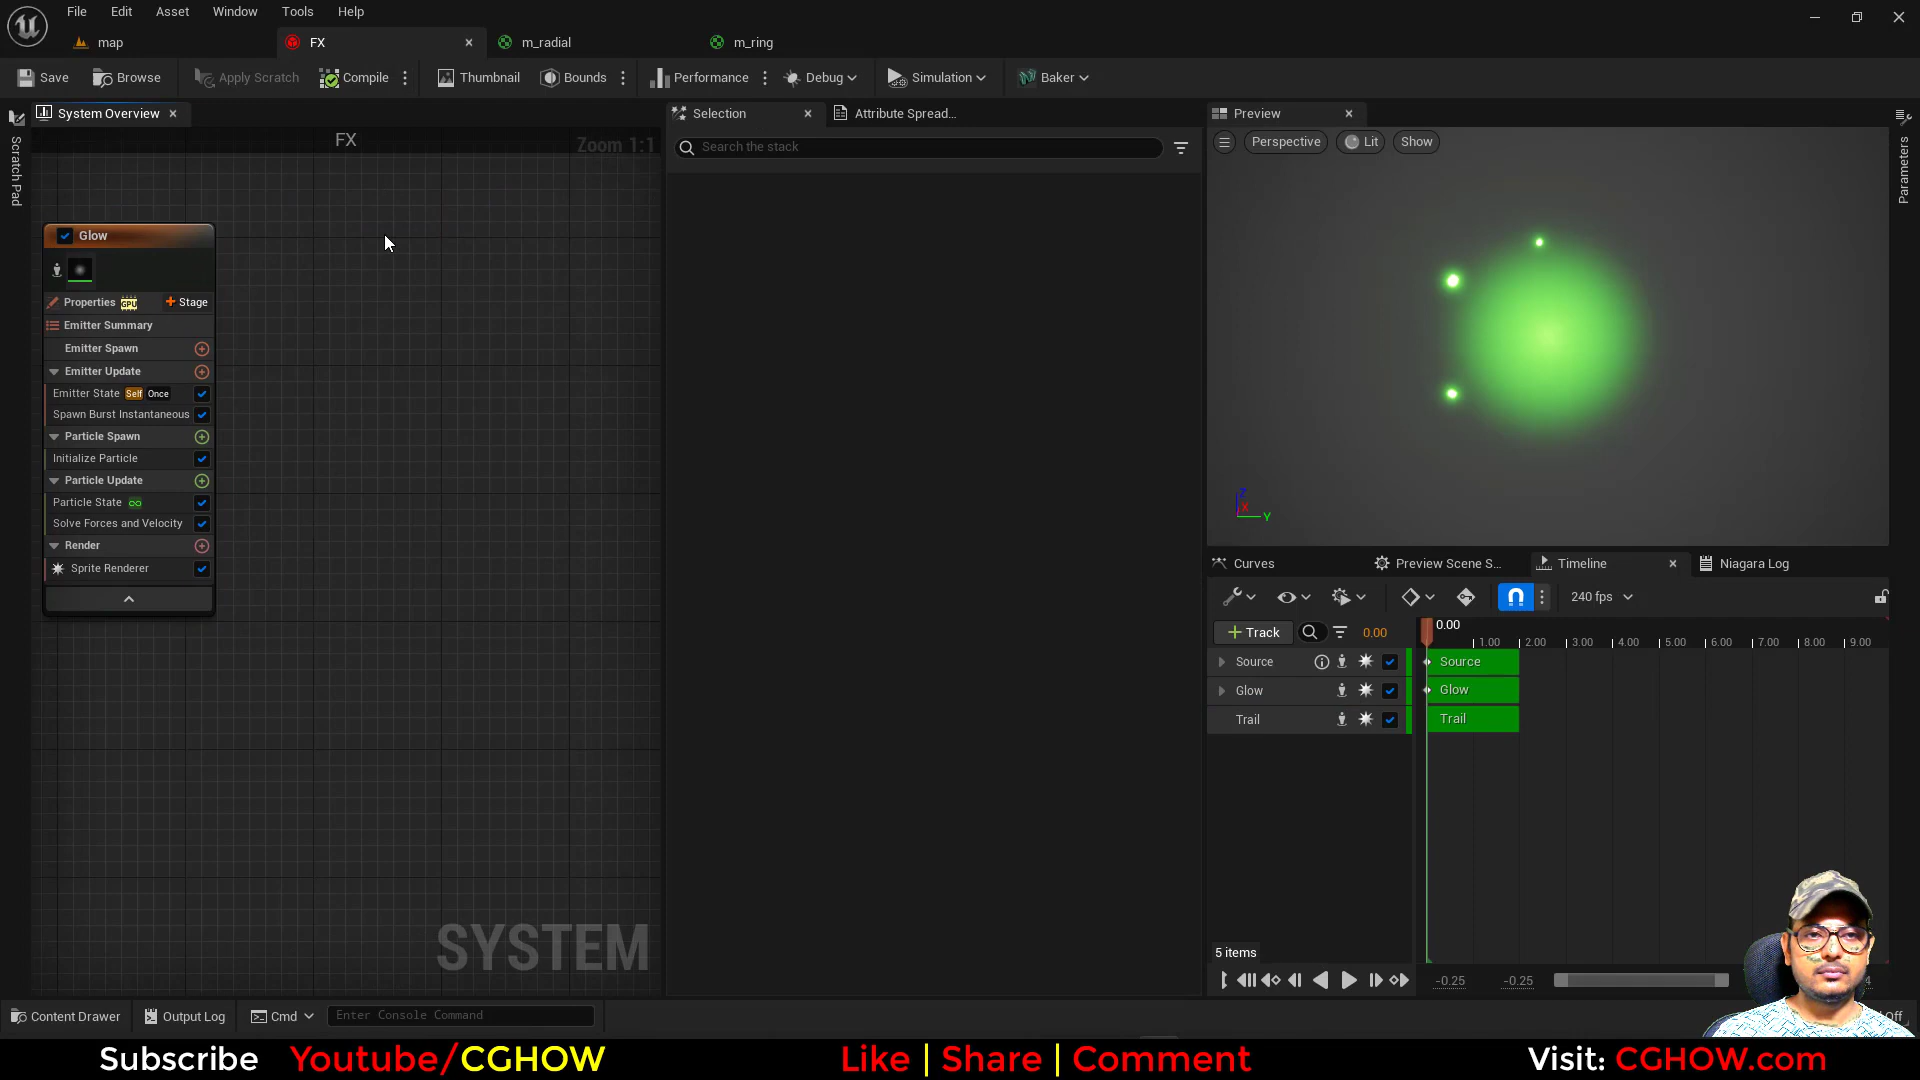 File Edit Asset Window Tools Help
map FX m_radial m_ring
Save Browse Apply Scratch Compile Thumbnail Bounds Performance Debug Simulation Baker
System Overview
Selection Attribute Spread...
Preview
Scratch Pad
FX
Zoom 1:1
Search the stack
Perspective Lit Show
Parameters
Glow
Properties GPU Stage
Emitter Summary
Emitter Spawn
Emitter Update
Emitter State Self Once
Spawn Burst Instantaneous
Particle Spawn
Initialize Particle
Particle Update
Particle State
Solve Forces and Velocity
Render
Sprite Renderer
SYSTEM
Z
X
Y
Curves Preview Scene S... Timeline Niagara Log
240 fps
Track 0.00
0.00
1.00 2.00 3.00 4.00 5.00 6.00 7.00 8.00 9.00
Source Source
Glow Glow
Trail Trail
5 items
-0.25 -0.25
Content Drawer Output Log Cmd Enter Console Command
Subscribe Youtube/CGHOW Like | Share | Comment Visit: CGHOW.com